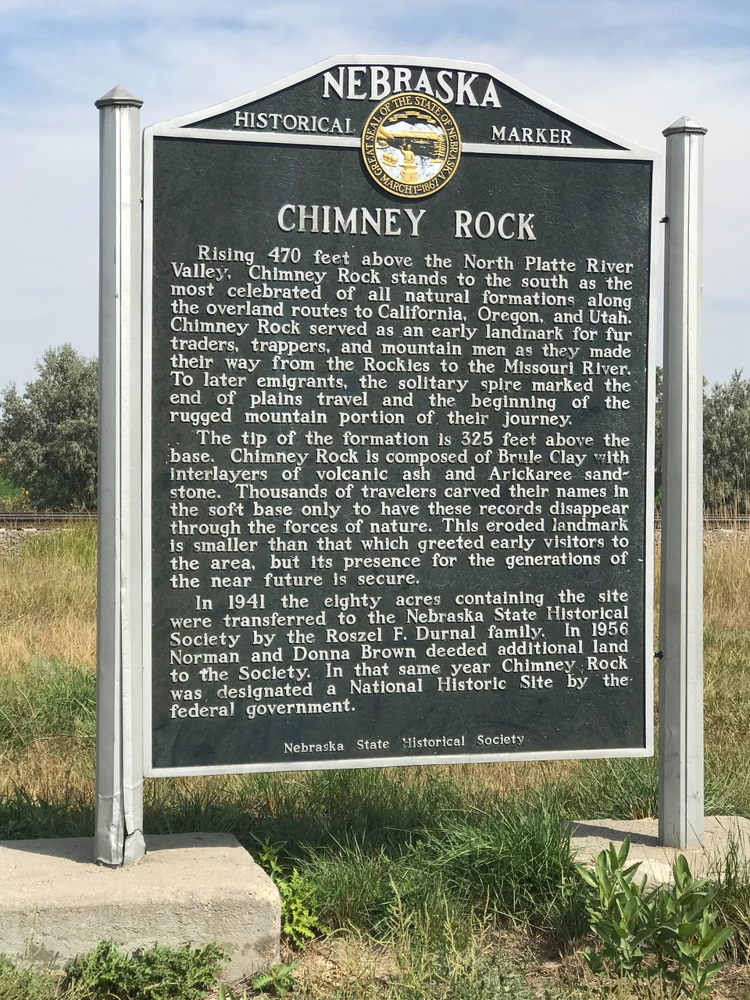 NEBRASKA
HISTORICAL MARKER
GREAT SEAL OF THE STATE OF NEBRASKA
MARCH 1ST 1867
CHIMNEY ROCK
Rising 470 feet above the North Platte River
Valley, Chimney Rock stands to the south as the
most celebrated of all natural formations along
the overland routes to California, Oregon, and Utah.
Chimney Rock served as an early landmark for fur
traders, trappers, and mountain men as they made
their way from the Rockies to the Missouri River.
To later emigrants, the solitary spire marked the
end of plains travel and the beginning of the
rugged mountain portion of their journey.
The tip of the formation is 325 feet above the
base. Chimney Rock is composed of Brule Clay with
interlayers of volcanic ash and Arickaree sand-
stone. Thousands of travelers carved their names in
the soft base only to have these records disappear
through the forces of nature. This eroded landmark
is smaller than that which greeted early visitors to
the area, but its presence for the generations of
the near future is secure.
In 1941 the eighty acres containing the site
were transferred to the Nebraska State Historical
Society by the Roszel F. Durnal family. In 1956
Norman and Donna Brown deeded additional land
to the Society. In that same year Chimney Rock
was designated a National Historic Site by the
federal government.
Nebraska State Historical Society